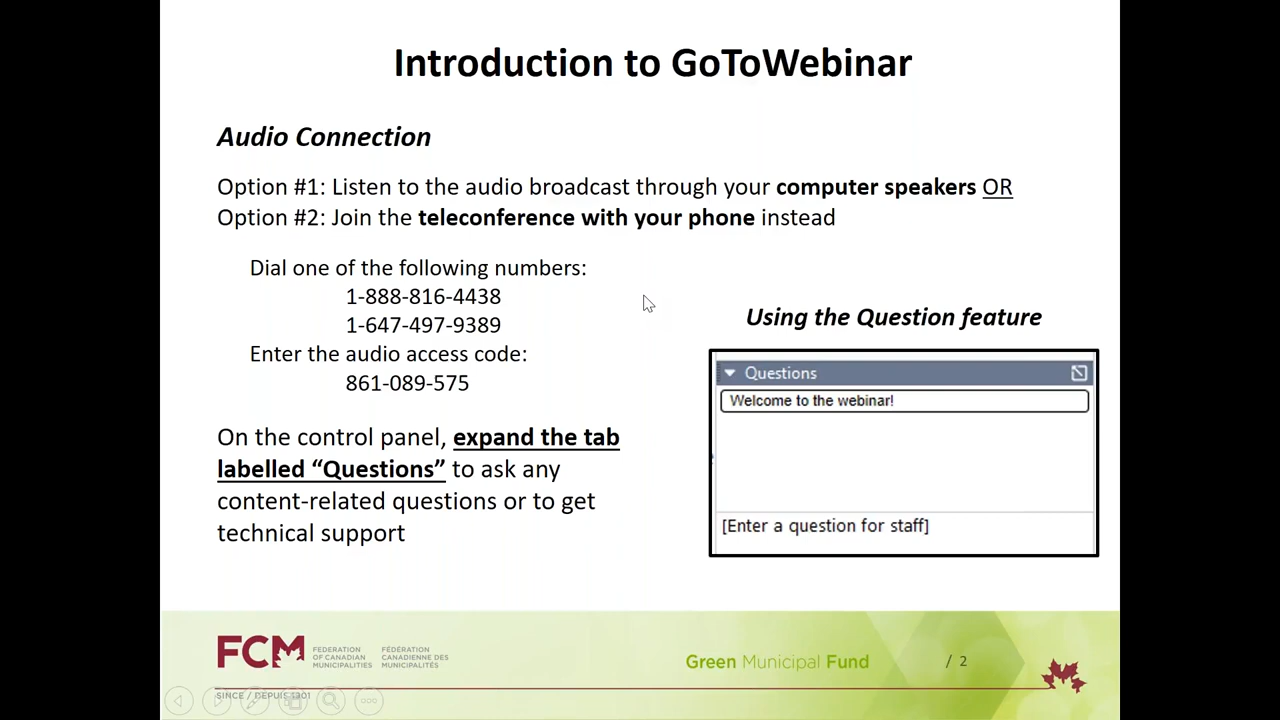 Introduction to GoToWebinar
Audio Connection
Option #1: Listen to the audio broadcast through your computer speakers OR
Option #2: Join the teleconference with your phone instead
Dial one of the following numbers:
1-888-816-4438
1-647-497-9389
Enter the audio access code:
861-089-575
On the control panel, expand the tab
labelled “Questions” to ask any
content-related questions or to get
technical support
Using the Question feature
Questions
Welcome to the webinar!
[Enter a question for staff]
FCM
FEDERATION
OF CANADIAN
MUNICIPALITIES
FÉDÉRATION
CANADIENNE DES
MUNICIPALITÉS
SINCE / DEPUIS 1901
Green Municipal Fund
/ 2